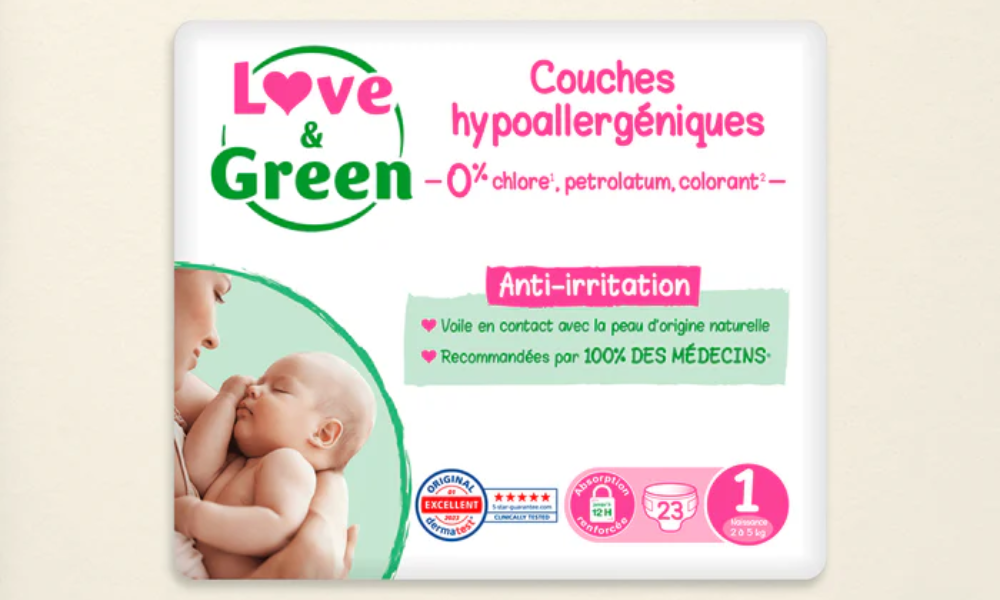 Love
&
Green
Couches
hypoallergéniques
0% chlore¹, petrolatum, colorant²
Anti-irritation
Voile en contact avec la peau d'origine naturelle
Recommandées par 100% DES MÉDECINS*
ORIGINAL
EXCELLENT
dermatest®
5-star-guarantee.com
CLINICALLY TESTED
Absorption
jusqu'à
12H
renforcée
23
1
Naissance
2 à 5 kg